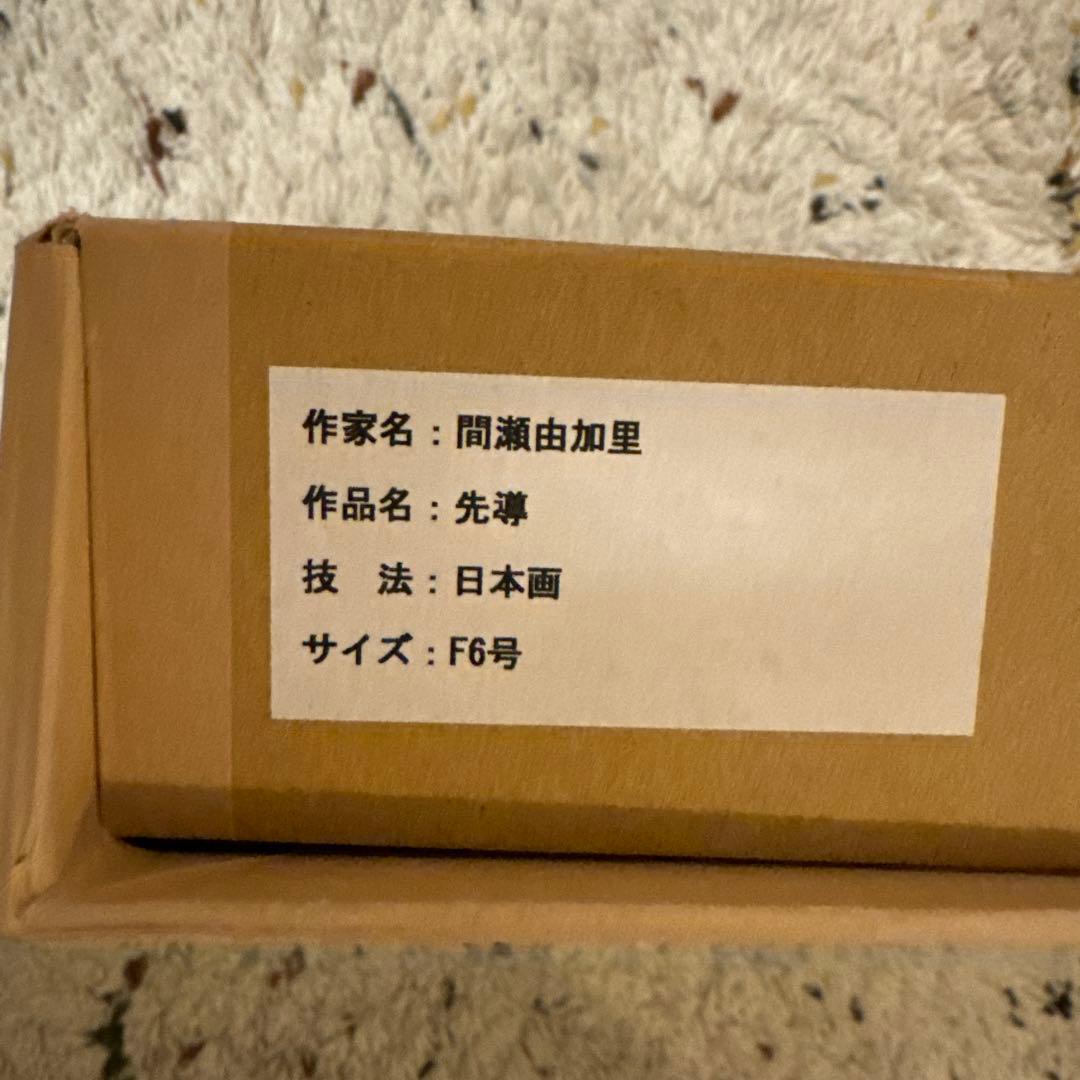 作家名：間瀬由加里
作品名：先導
技　法：日本画
サイズ：F6号